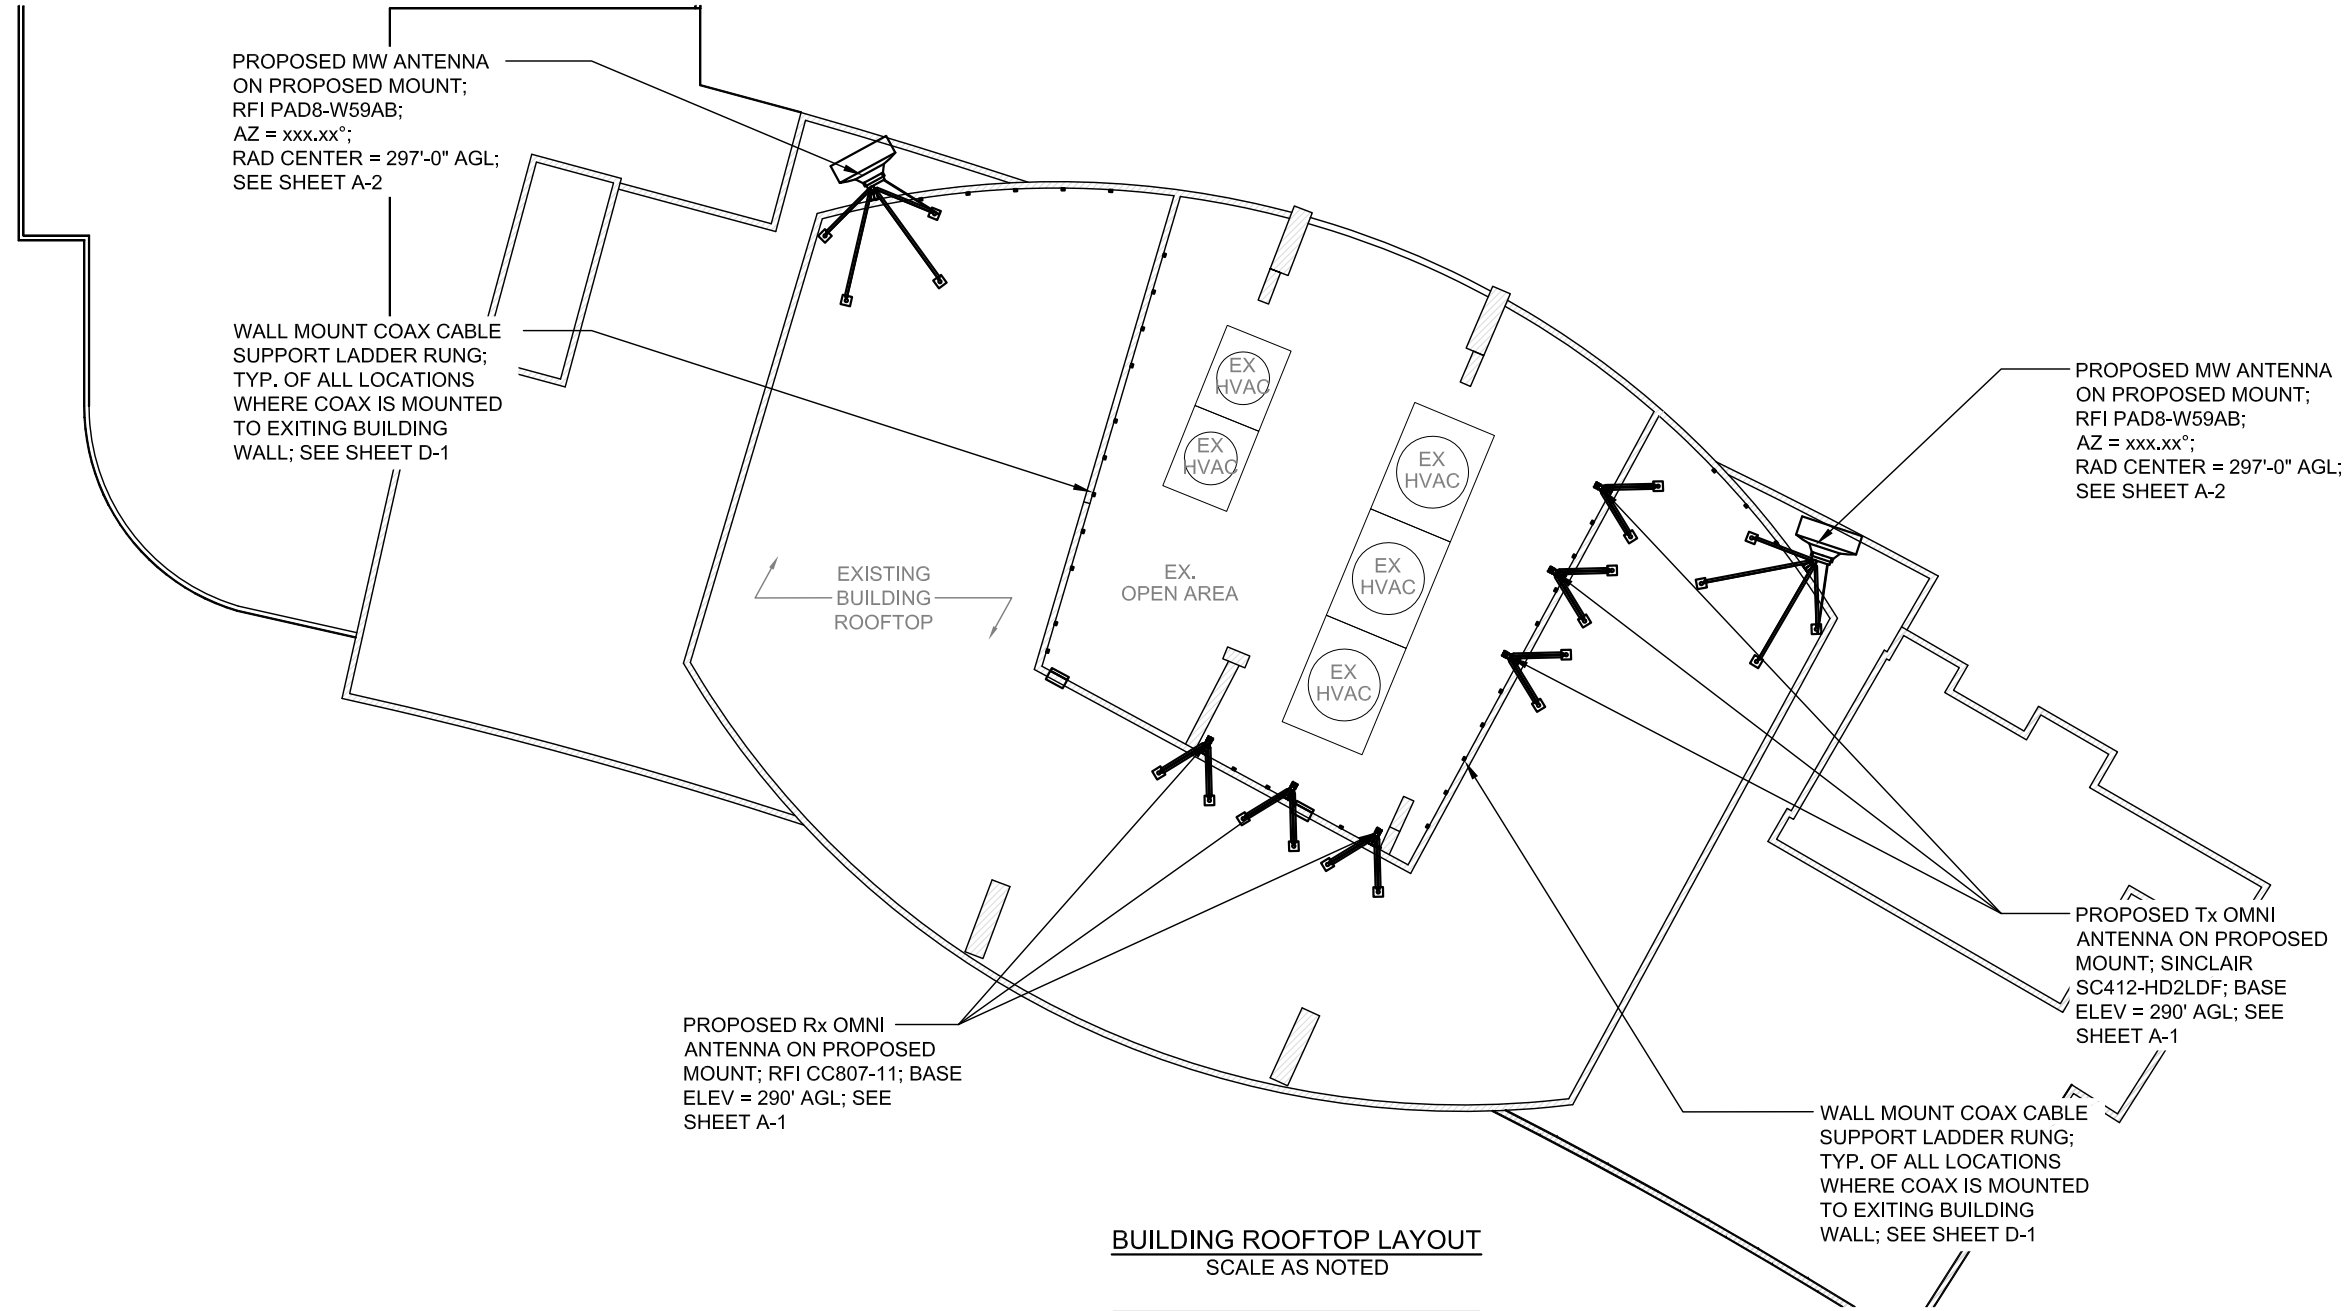 PROPOSED MW ANTENNA
ON PROPOSED MOUNT;
RFI PAD8-W59AB;
AZ = xxx.xx°;
RAD CENTER = 297'-0" AGL;
SEE SHEET A-2
WALL MOUNT COAX CABLE
SUPPORT LADDER RUNG;
TYP. OF ALL LOCATIONS
WHERE COAX IS MOUNTED
TO EXITING BUILDING
WALL; SEE SHEET D-1
EX
HVAC
EX
HVAC
EX
HVAC
EX
HVAC
EX
HVAC
EXISTING
BUILDING
ROOFTOP
EX.
OPEN AREA
PROPOSED MW ANTENNA
ON PROPOSED MOUNT;
RFI PAD8-W59AB;
AZ = xxx.xx°;
RAD CENTER = 297'-0" AGL;
SEE SHEET A-2
PROPOSED Tx OMNI
ANTENNA ON PROPOSED
MOUNT; SINCLAIR
SC412-HD2LDF; BASE
ELEV = 290' AGL; SEE
SHEET A-1
PROPOSED Rx OMNI
ANTENNA ON PROPOSED
MOUNT; RFI CC807-11; BASE
ELEV = 290' AGL; SEE
SHEET A-1
WALL MOUNT COAX CABLE
SUPPORT LADDER RUNG;
TYP. OF ALL LOCATIONS
WHERE COAX IS MOUNTED
TO EXITING BUILDING
WALL; SEE SHEET D-1
BUILDING ROOFTOP LAYOUT
SCALE AS NOTED